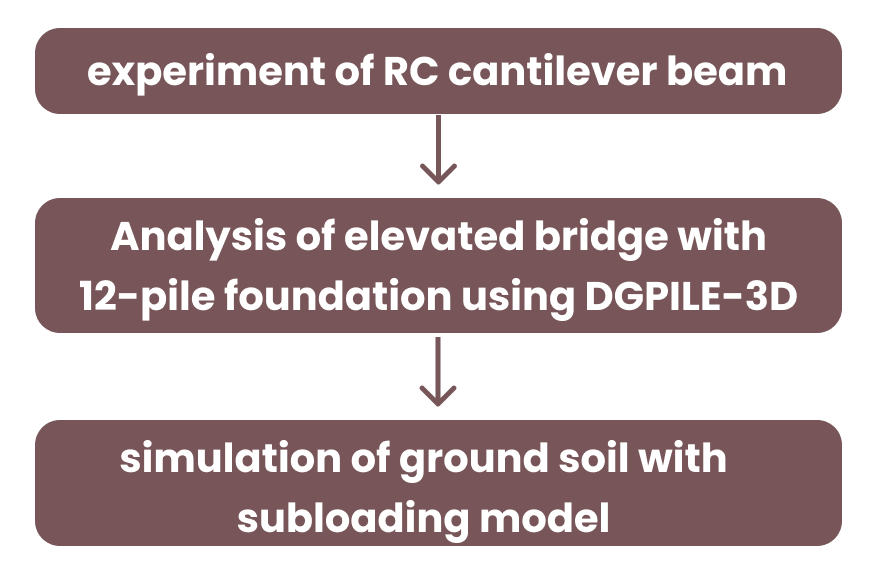 experiment of RC cantilever beam
Analysis of elevated bridge with
12-pile foundation using DGPILE-3D
simulation of ground soil with
subloading model